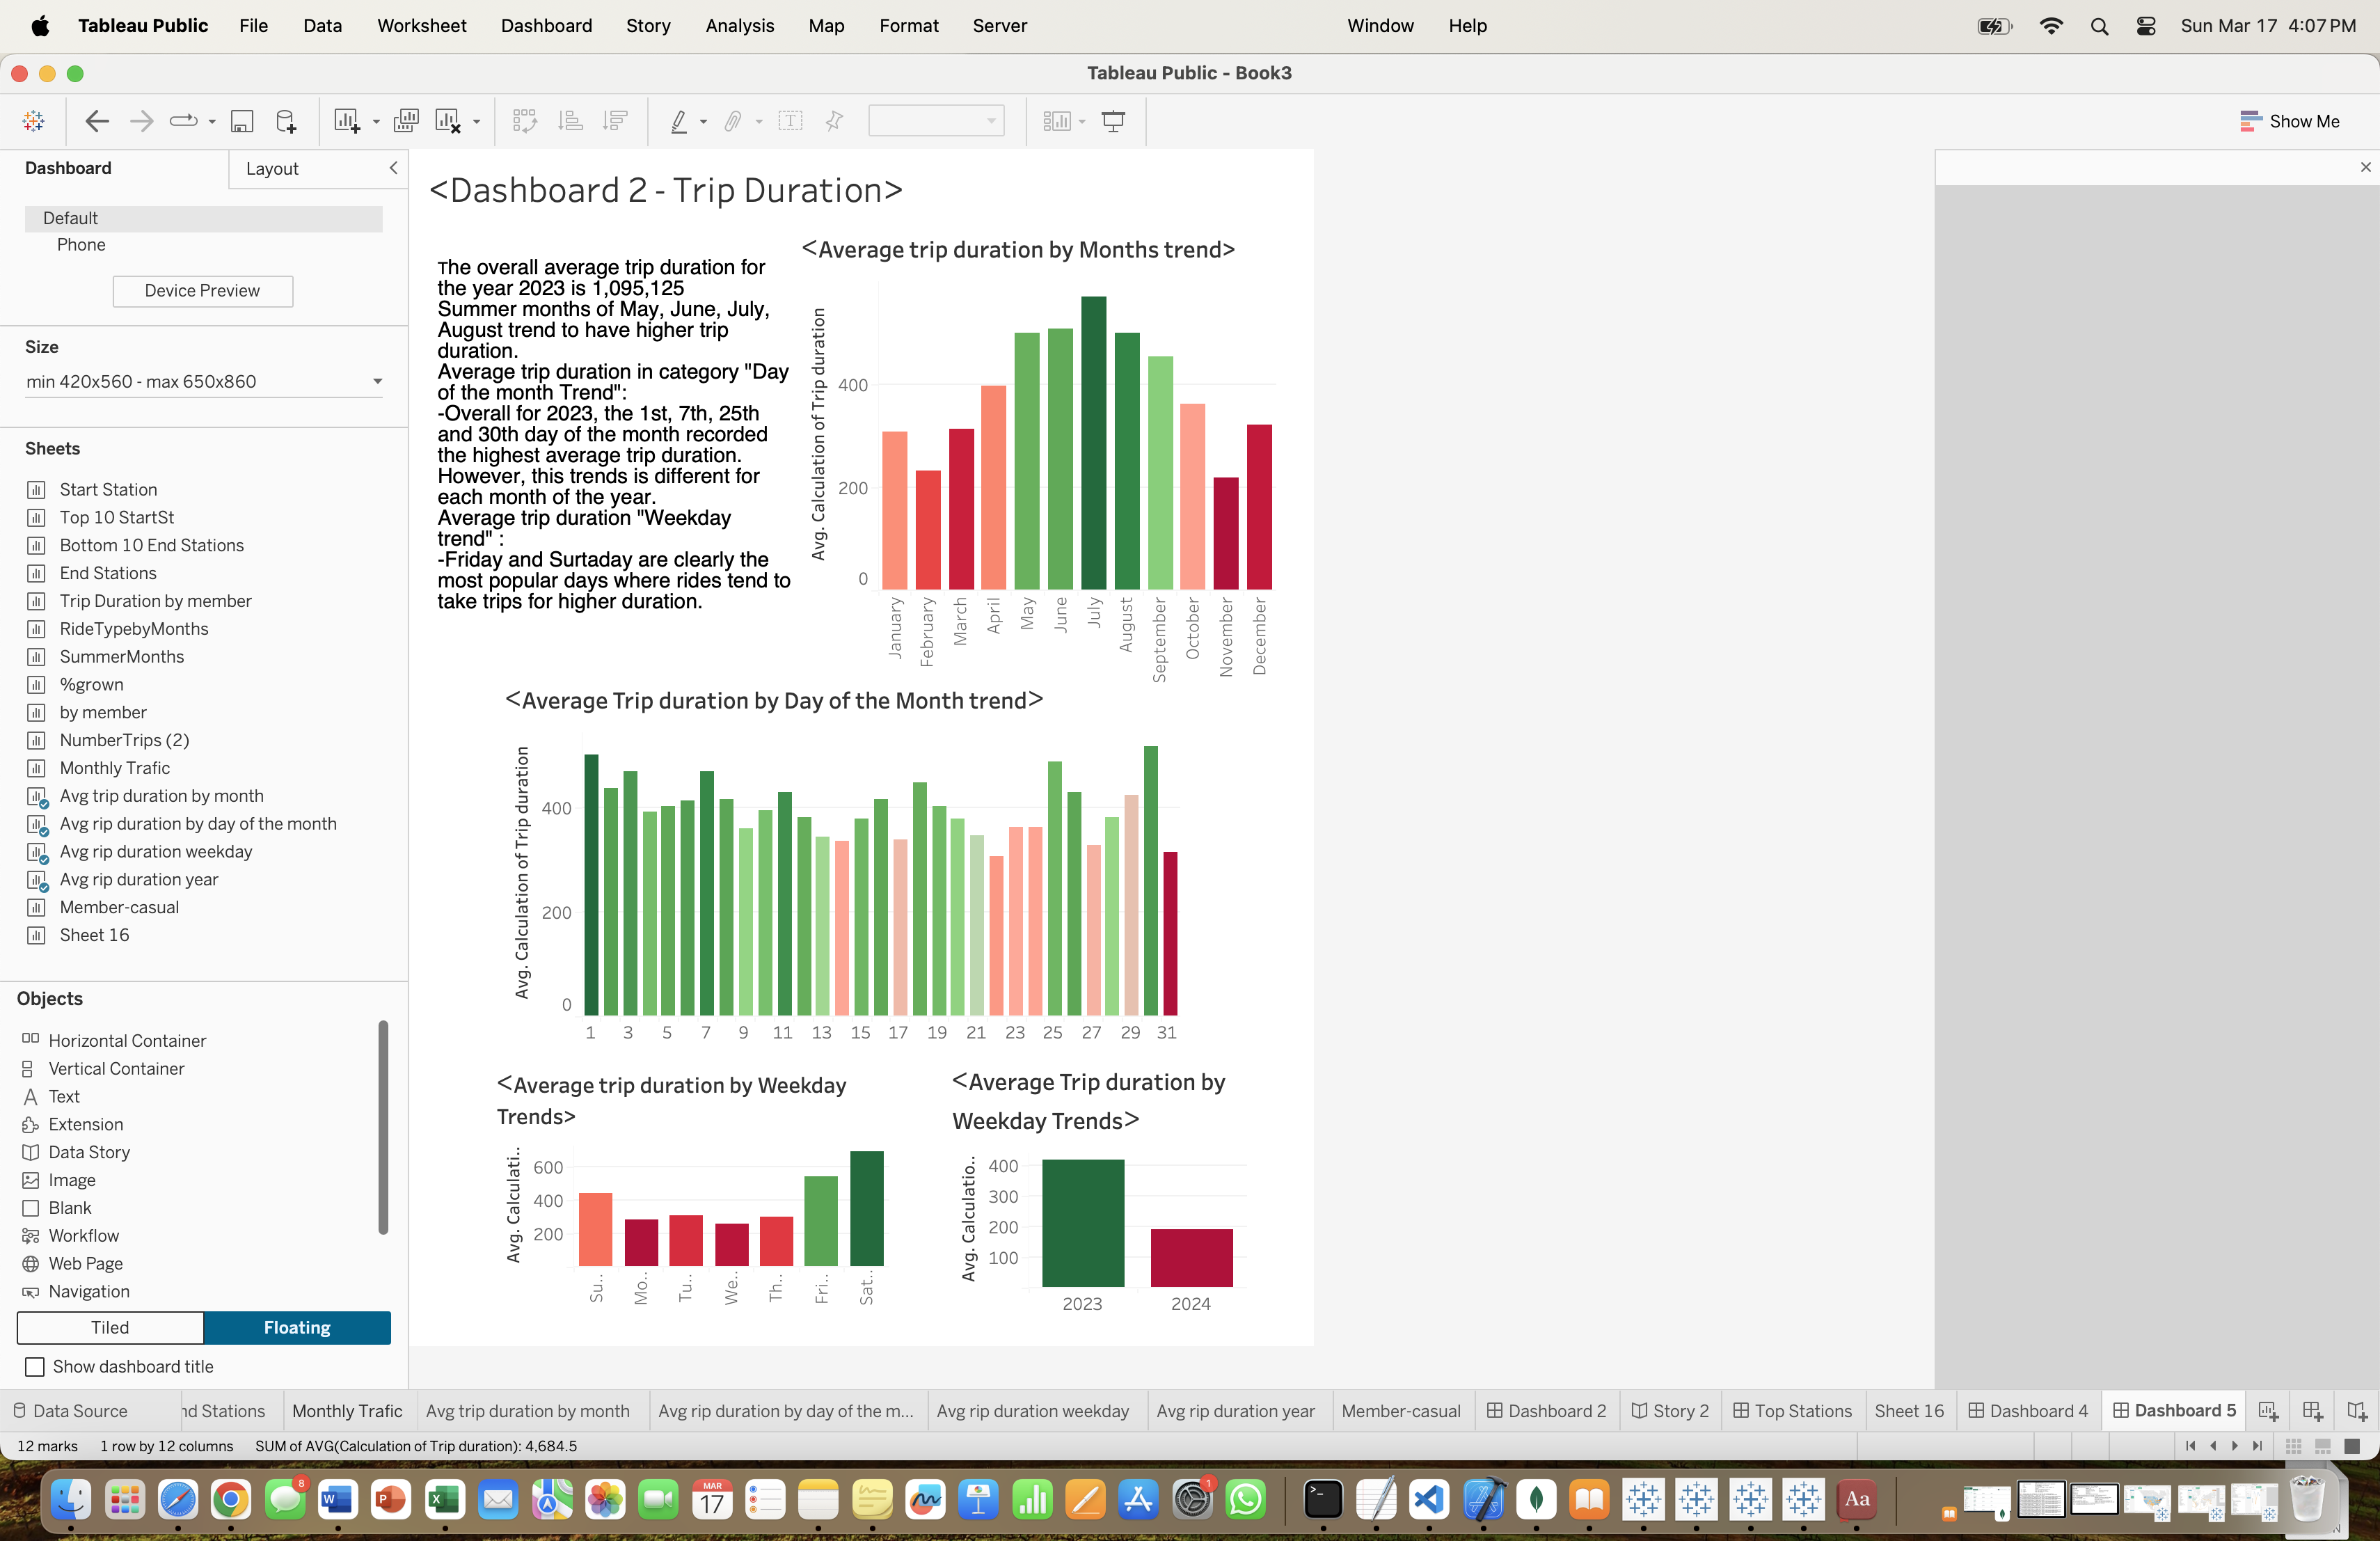 Tableau Public File Data Worksheet Dashboard Story Analysis Map Format Server Window Help Sun Mar 17 4:07 PM
Tableau Public - Book3
Show Me
Dashboard
Layout
Default
Phone
Device Preview
Size
min 420x560 - max 650x860
Sheets
Start Station
Top 10 StartSt
Bottom 10 End Stations
End Stations
Trip Duration by member
RideTypebyMonths
SummerMonths
%grown
by member
NumberTrips (2)
Monthly Trafic
Avg trip duration by month
Avg rip duration by day of the month
Avg rip duration weekday
Avg rip duration year
Member-casual
Sheet 16
Objects
Horizontal Container
Vertical Container
Text
Extension
Data Story
Image
Blank
Workflow
Web Page
Navigation
Tiled Floating
Show dashboard title
<Dashboard 2 - Trip Duration>
The overall average trip duration for
the year 2023 is 1,095,125
Summer months of May, June, July,
August trend to have higher trip
duration.
Average trip duration in category "Day
of the month Trend":
-Overall for 2023, the 1st, 7th, 25th
and 30th day of the month recorded
the highest average trip duration.
However, this trends is different for
each month of the year.
Average trip duration "Weekday
trend" :
-Friday and Surtaday are clearly the
most popular days where rides tend to
take trips for higher duration.
<Average trip duration by Months trend>
Avg. Calculation of Trip duration
400
200
0
January
February
March
April
May
June
July
August
September
October
November
December
<Average Trip duration by Day of the Month trend>
Avg. Calculation of Trip duration
400
200
0
1 3 5 7 9 11 13 15 17 19 21 23 25 27 29 31
<Average trip duration by Weekday
Trends>
Avg. Calculati..
600
400
200
Su..
Mo..
Tu..
We..
Th..
Fri..
Sat..
<Average Trip duration by
Weekday Trends>
Avg. Calculatio..
400
300
200
100
2023 2024
Data Source nd Stations Monthly Trafic Avg trip duration by month Avg rip duration by day of the m... Avg rip duration weekday Avg rip duration year Member-casual Dashboard 2 Story 2 Top Stations Sheet 16 Dashboard 4 Dashboard 5
12 marks 1 row by 12 columns SUM of AVG(Calculation of Trip duration): 4,684.5
8
MAR
17
1
W
P
X
Aa